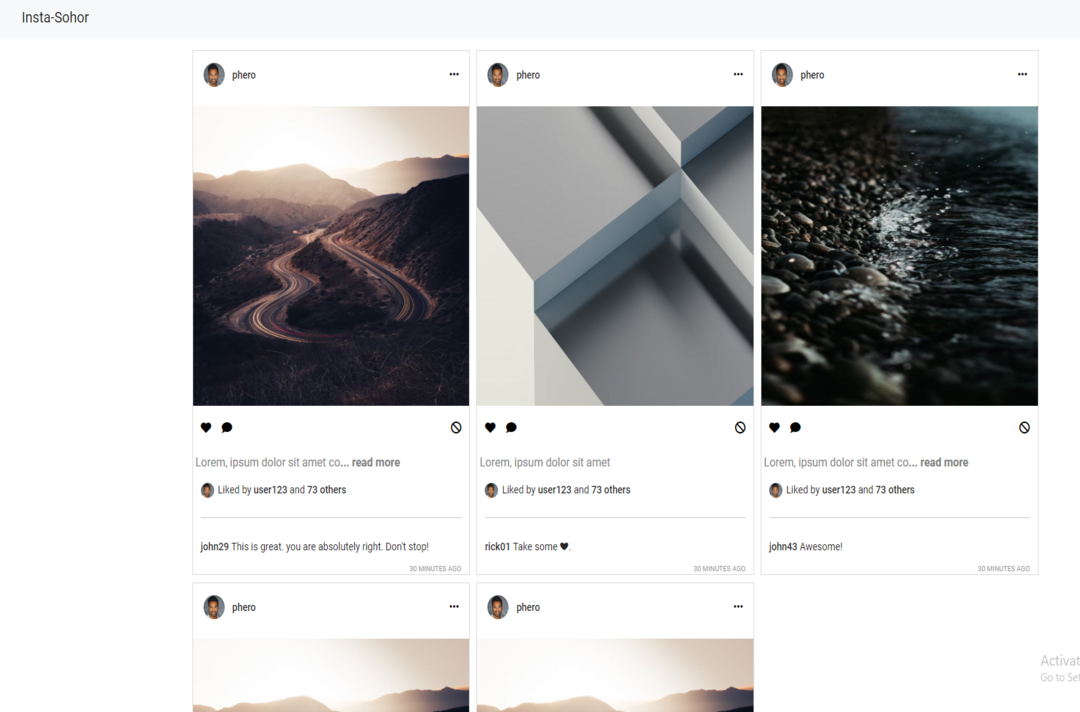 Insta-Sohor
phero
phero
phero
Lorem, ipsum dolor sit amet co... read more
Liked by user123 and 73 others
john29 This is great. you are absolutely right. Don't stop!
30 MINUTES AGO
Lorem, ipsum dolor sit amet
Liked by user123 and 73 others
rick01 Take some ♥.
30 MINUTES AGO
Lorem, ipsum dolor sit amet co... read more
Liked by user123 and 73 others
john43 Awesome!
30 MINUTES AGO
phero
phero
Activat
Go to Set